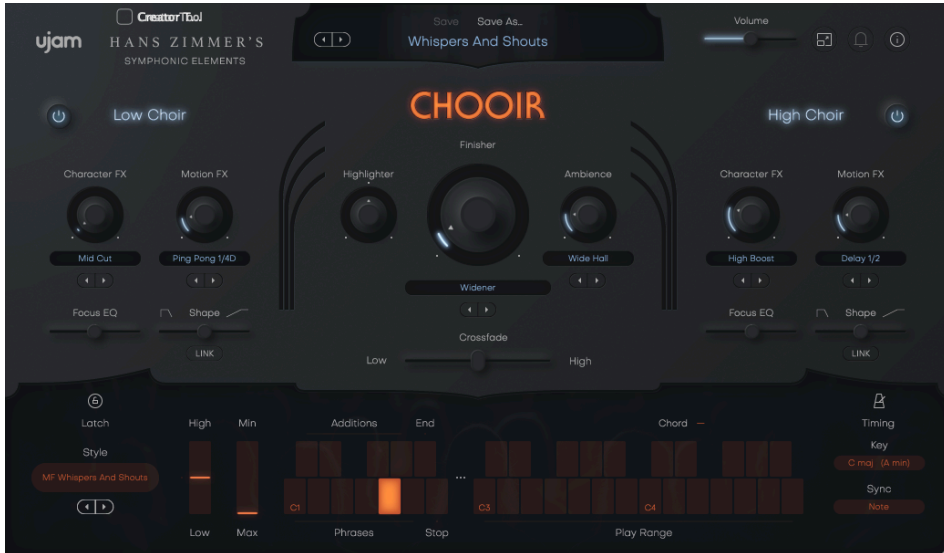 Creator Tool
ujam
HANS ZIMMER'S
SYMPHONIC ELEMENTS
Save Save As...
Whispers And Shouts
Volume
CHOOIR
Low Choir
High Choir
Finisher
Character FX Motion FX
Highlighter
Ambience
Character FX Motion FX
Mid Cut Ping Pong 1/4D
Wide Hall
High Boost Delay 1/2
Widener
Focus EQ Shape
LINK
Focus EQ Shape
LINK
Crossfade
Low High
Latch
Style
MF Whispers And Shouts
High Min
Low Max
Additions End
Chord –
C1 ... C3 C4
Phrases Stop
Play Range
Timing
Key
C maj (A min)
Sync
Note